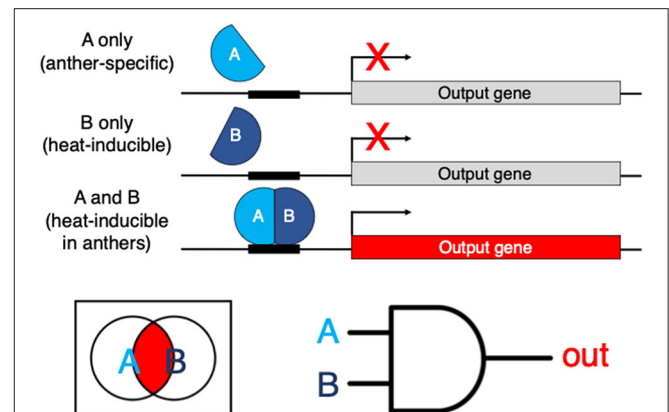 A only
(anther-specific)
A
X
Output gene
B only
(heat-inducible)
B
X
Output gene
A and B
(heat-inducible
in anthers)
A B
Output gene
A B
A
B
out